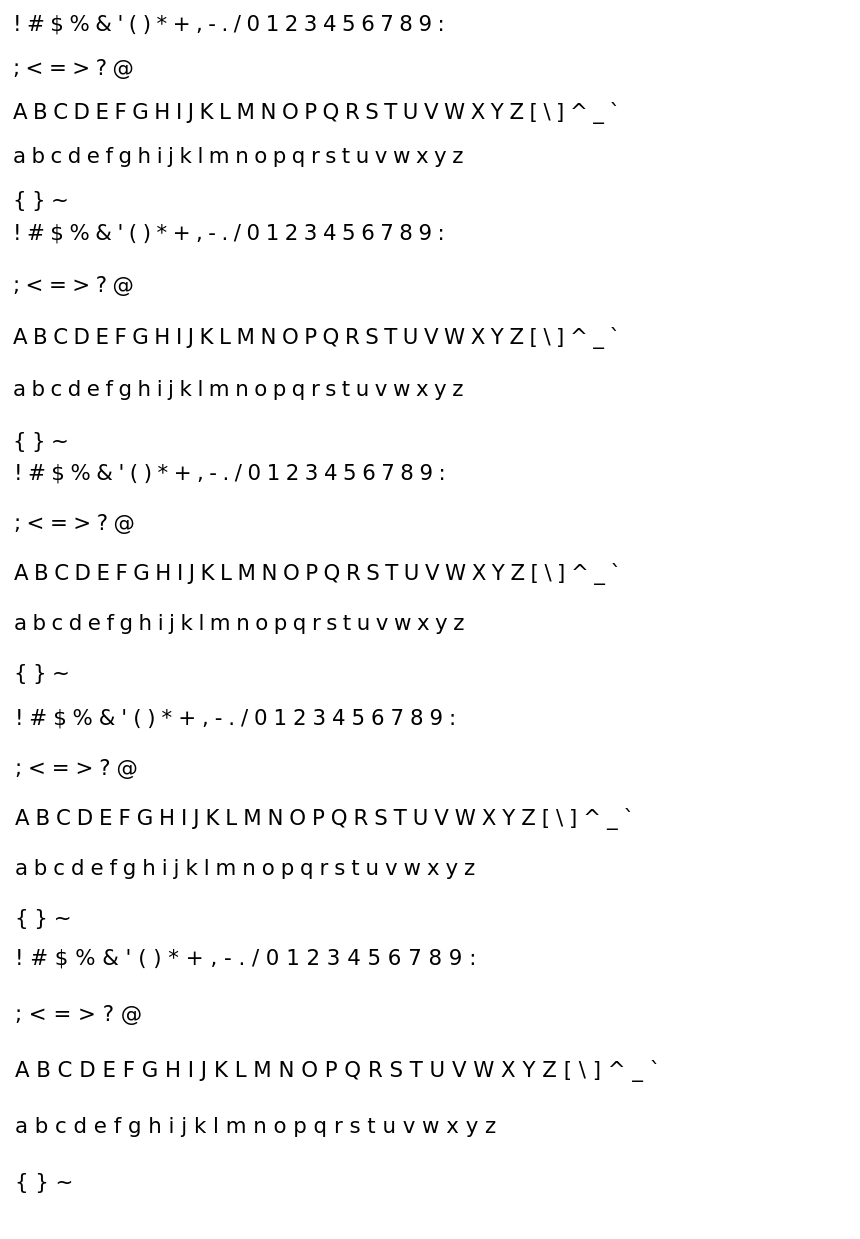 ! # $ % & ' ( ) * + , - . / 0 1 2 3 4 5 6 7 8 9 :
; < = > ? @
A B C D E F G H I J K L M N O P Q R S T U V W X Y Z [ \ ] ^ _ `
a b c d e f g h i j k l m n o p q r s t u v w x y z
{ } ~
! # $ % & ' ( ) * + , - . / 0 1 2 3 4 5 6 7 8 9 :
; < = > ? @
A B C D E F G H I J K L M N O P Q R S T U V W X Y Z [ \ ] ^ _ `
a b c d e f g h i j k l m n o p q r s t u v w x y z
{ } ~
! # $ % & ' ( ) * + , - . / 0 1 2 3 4 5 6 7 8 9 :
; < = > ? @
A B C D E F G H I J K L M N O P Q R S T U V W X Y Z [ \ ] ^ _ `
a b c d e f g h i j k l m n o p q r s t u v w x y z
{ } ~
! # $ % & ' ( ) * + , - . / 0 1 2 3 4 5 6 7 8 9 :
; < = > ? @
A B C D E F G H I J K L M N O P Q R S T U V W X Y Z [ \ ] ^ _ `
a b c d e f g h i j k l m n o p q r s t u v w x y z
{ } ~
! # $ % & ' ( ) * + , - . / 0 1 2 3 4 5 6 7 8 9 :
; < = > ? @
A B C D E F G H I J K L M N O P Q R S T U V W X Y Z [ \ ] ^ _ `
a b c d e f g h i j k l m n o p q r s t u v w x y z
{ } ~